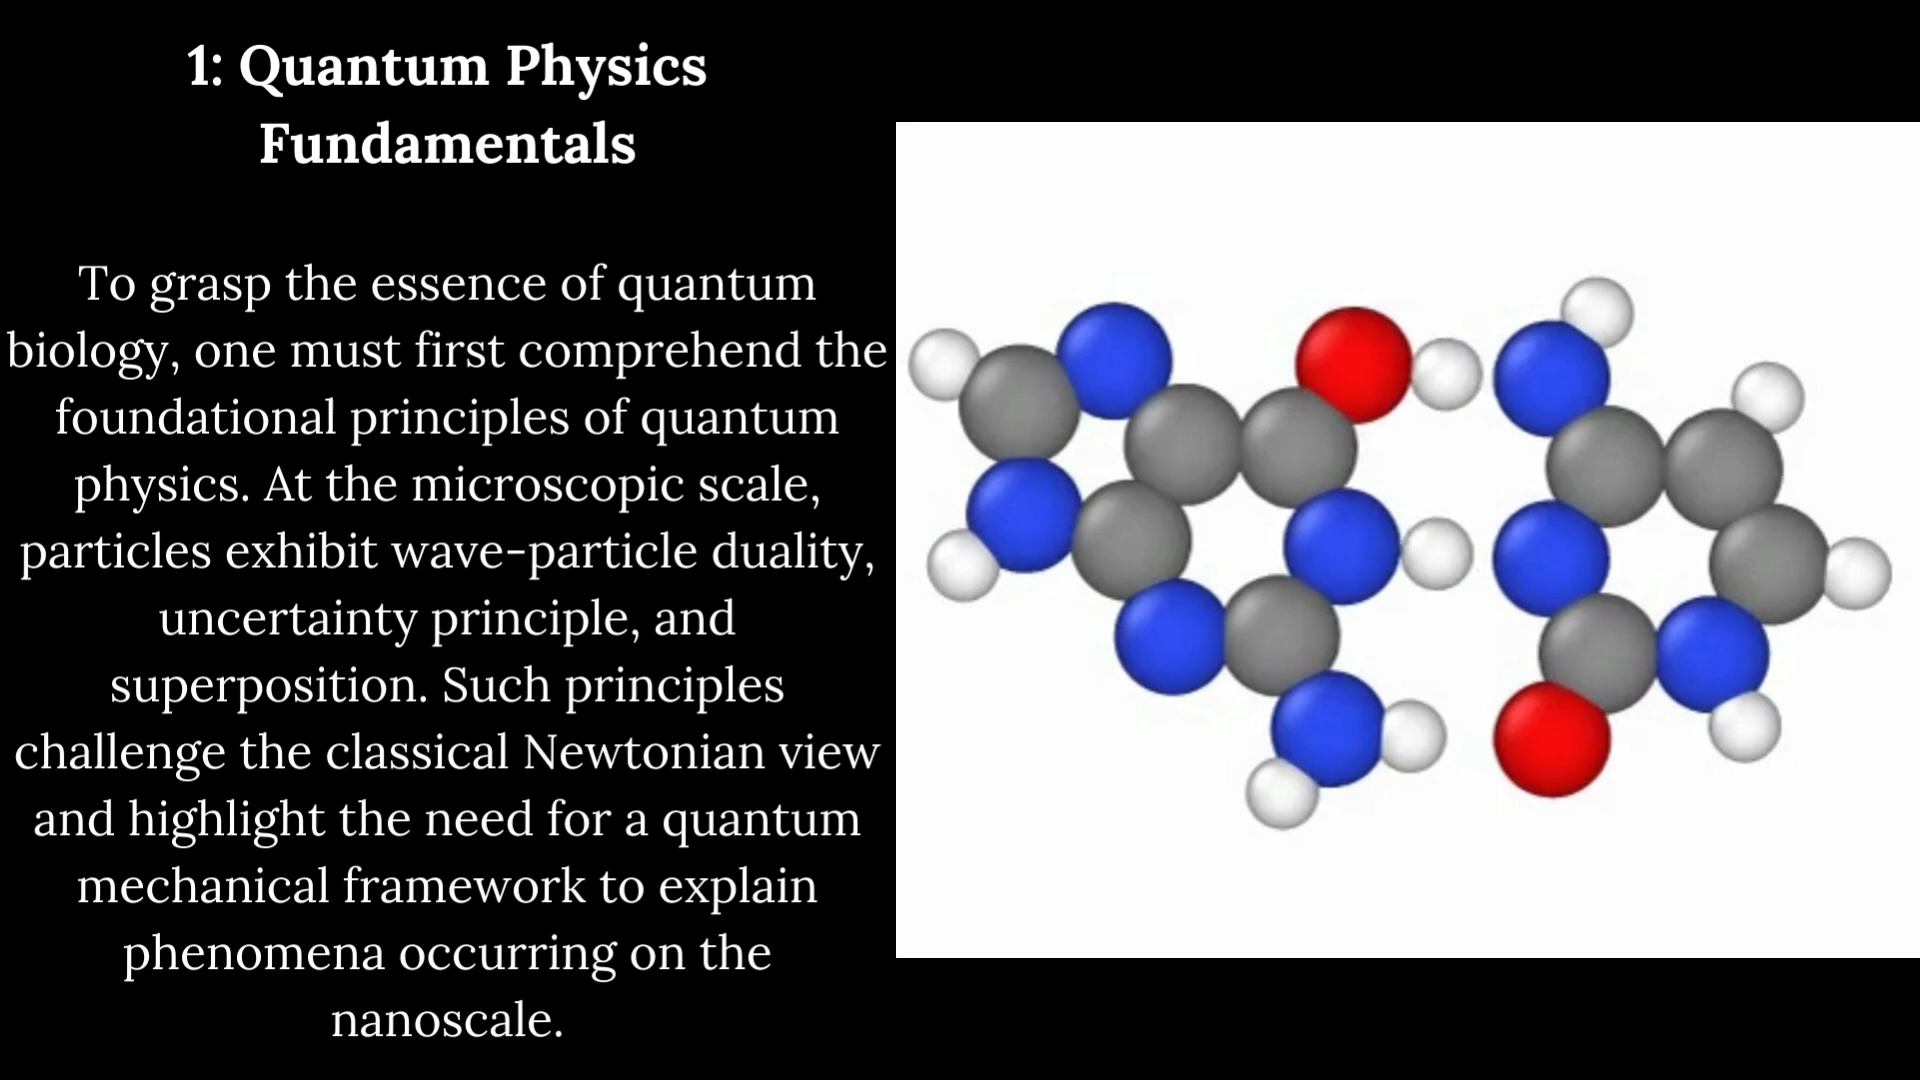 1: Quantum Physics
Fundamentals
To grasp the essence of quantum
biology, one must first comprehend the
foundational principles of quantum
physics. At the microscopic scale,
particles exhibit wave-particle duality,
uncertainty principle, and
superposition. Such principles
challenge the classical Newtonian view
and highlight the need for a quantum
mechanical framework to explain
phenomena occurring on the
nanoscale.